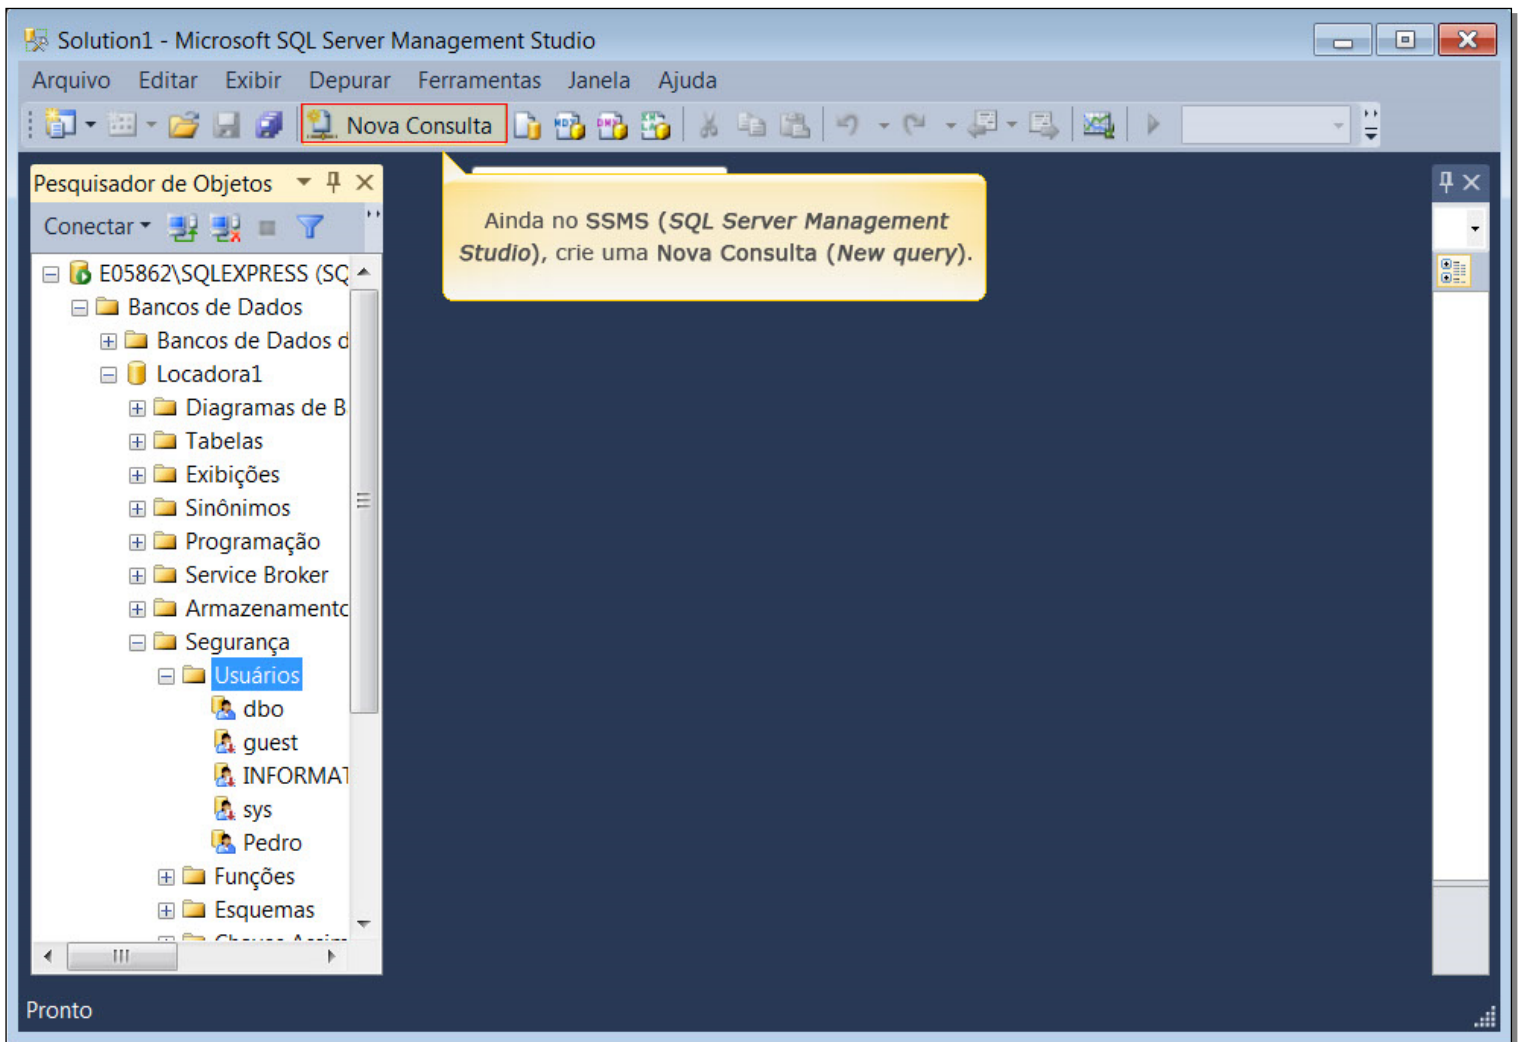 Solution1 - Microsoft SQL Server Management Studio
Arquivo Editar Exibir Depurar Ferramentas Janela Ajuda
Nova Consulta
Pesquisador de Objetos
Conectar
Ainda no SSMS (SQL Server Management
Studio), crie uma Nova Consulta (New query).
E05862\SQLEXPRESS (SQ
Bancos de Dados
Bancos de Dados d
Locadora1
Diagramas de B
Tabelas
Exibições
Sinônimos
Programação
Service Broker
Armazenamento
Segurança
Usuários
dbo
guest
INFORMAT
sys
Pedro
Funções
Esquemas
Pronto